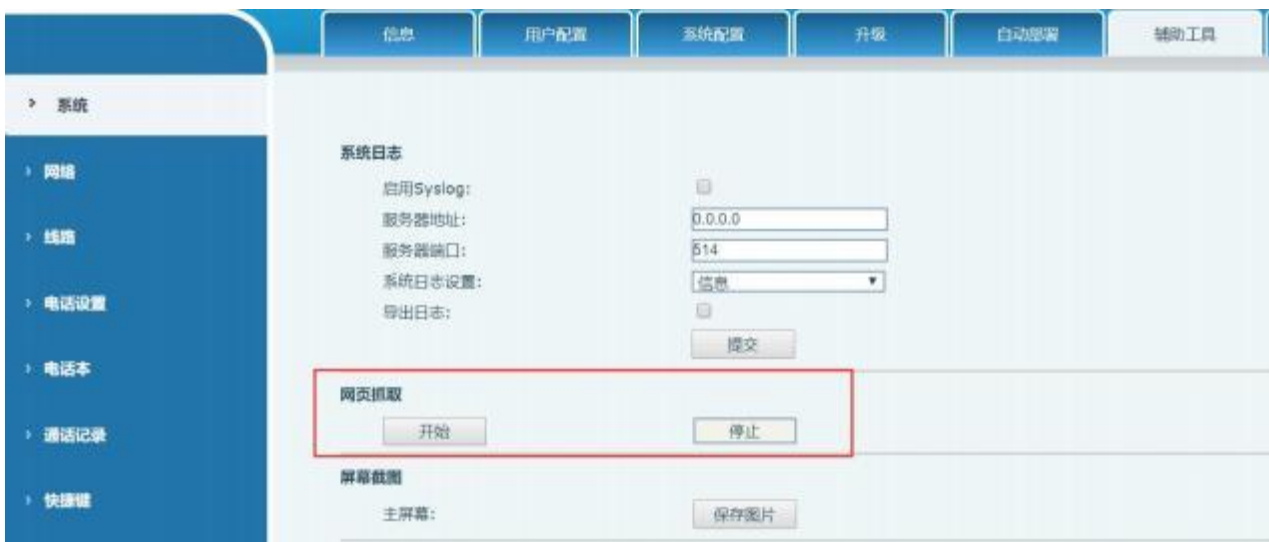 信息 用户配置 系统配置 升级 自动部署 辅助工具
系统
网络
线路
电话设置
电话本
通话记录
快捷键
系统日志
启用Syslog:
服务器地址: 0.0.0.0
服务器端口: 514
系统日志设置: 信息
导出日志:
提交
网页抓取
开始 停止
屏幕截图
主屏幕: 保存图片